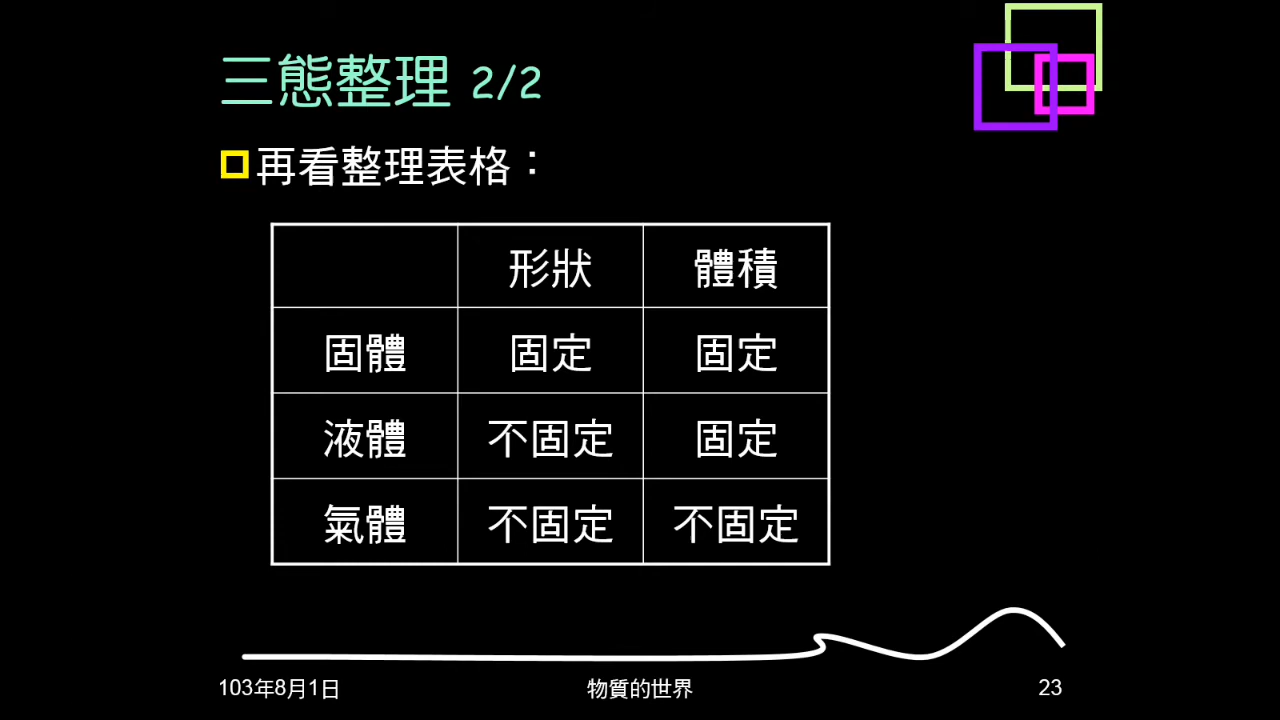 三態整理 2/2
再看整理表格：
形狀 體積
固體 固定 固定
液體 不固定 固定
氣體 不固定 不固定
103年8月1日 物質的世界 23